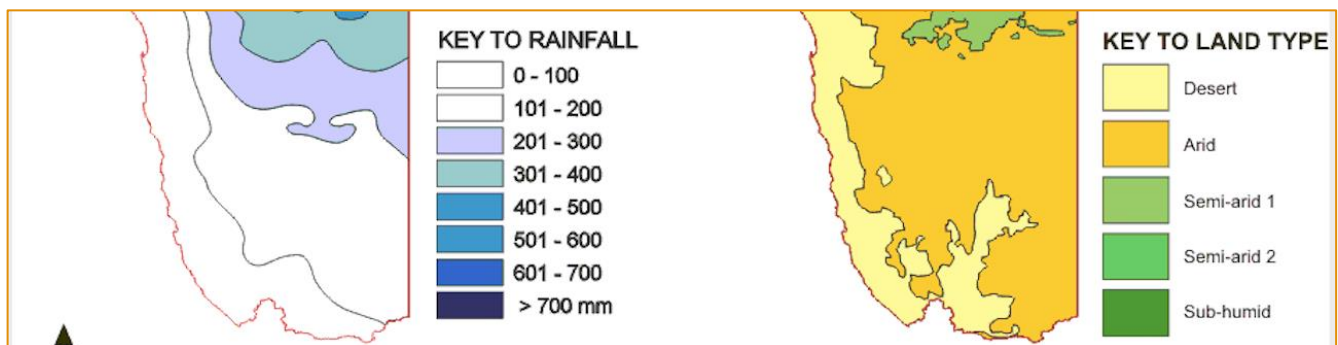 KEY TO RAINFALL
0 - 100
101 - 200
201 - 300
301 - 400
401 - 500
501 - 600
601 - 700
> 700 mm
KEY TO LAND TYPE
Desert
Arid
Semi-arid 1
Semi-arid 2
Sub-humid